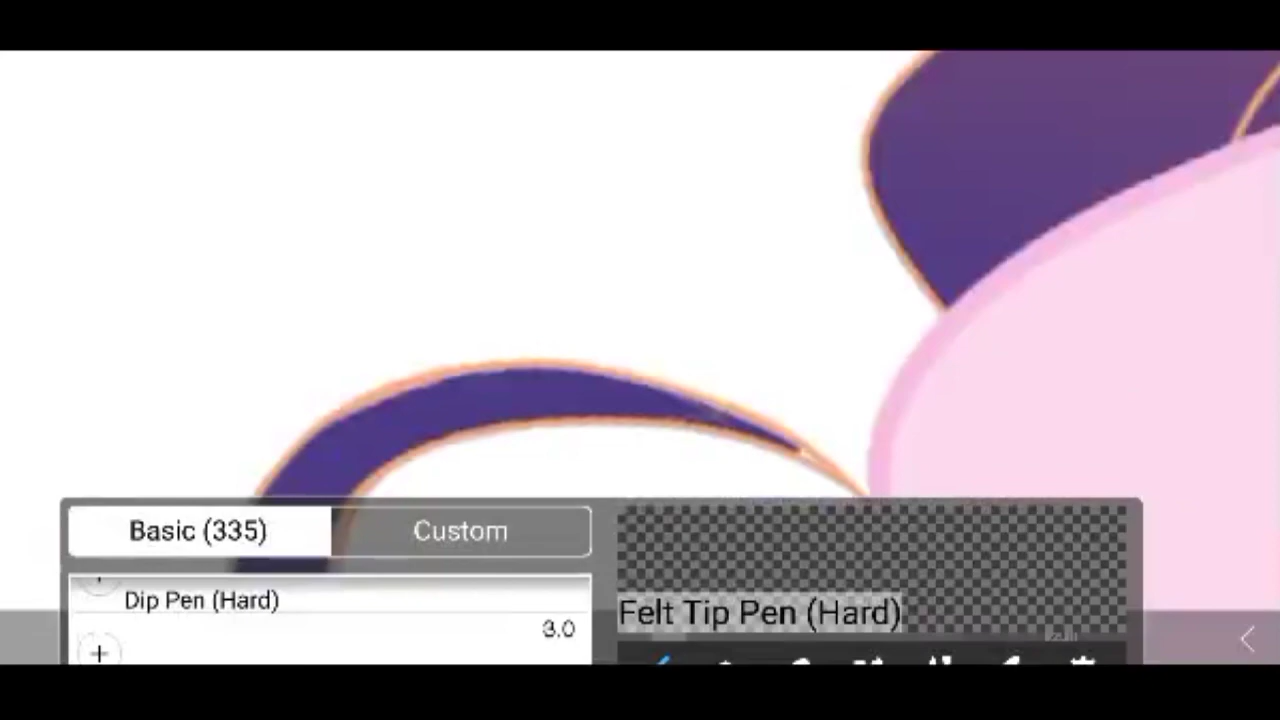 Basic (335)
Custom
Dip Pen (Hard)
3.0
Felt Tip Pen (Hard)